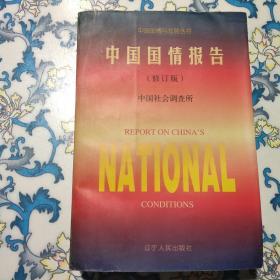 中国国情与发展丛书
中国国情报告
(修订版)
中国社会调查所
REPORT ON CHINA'S
NATIONAL
CONDITIONS
辽宁人民出版社